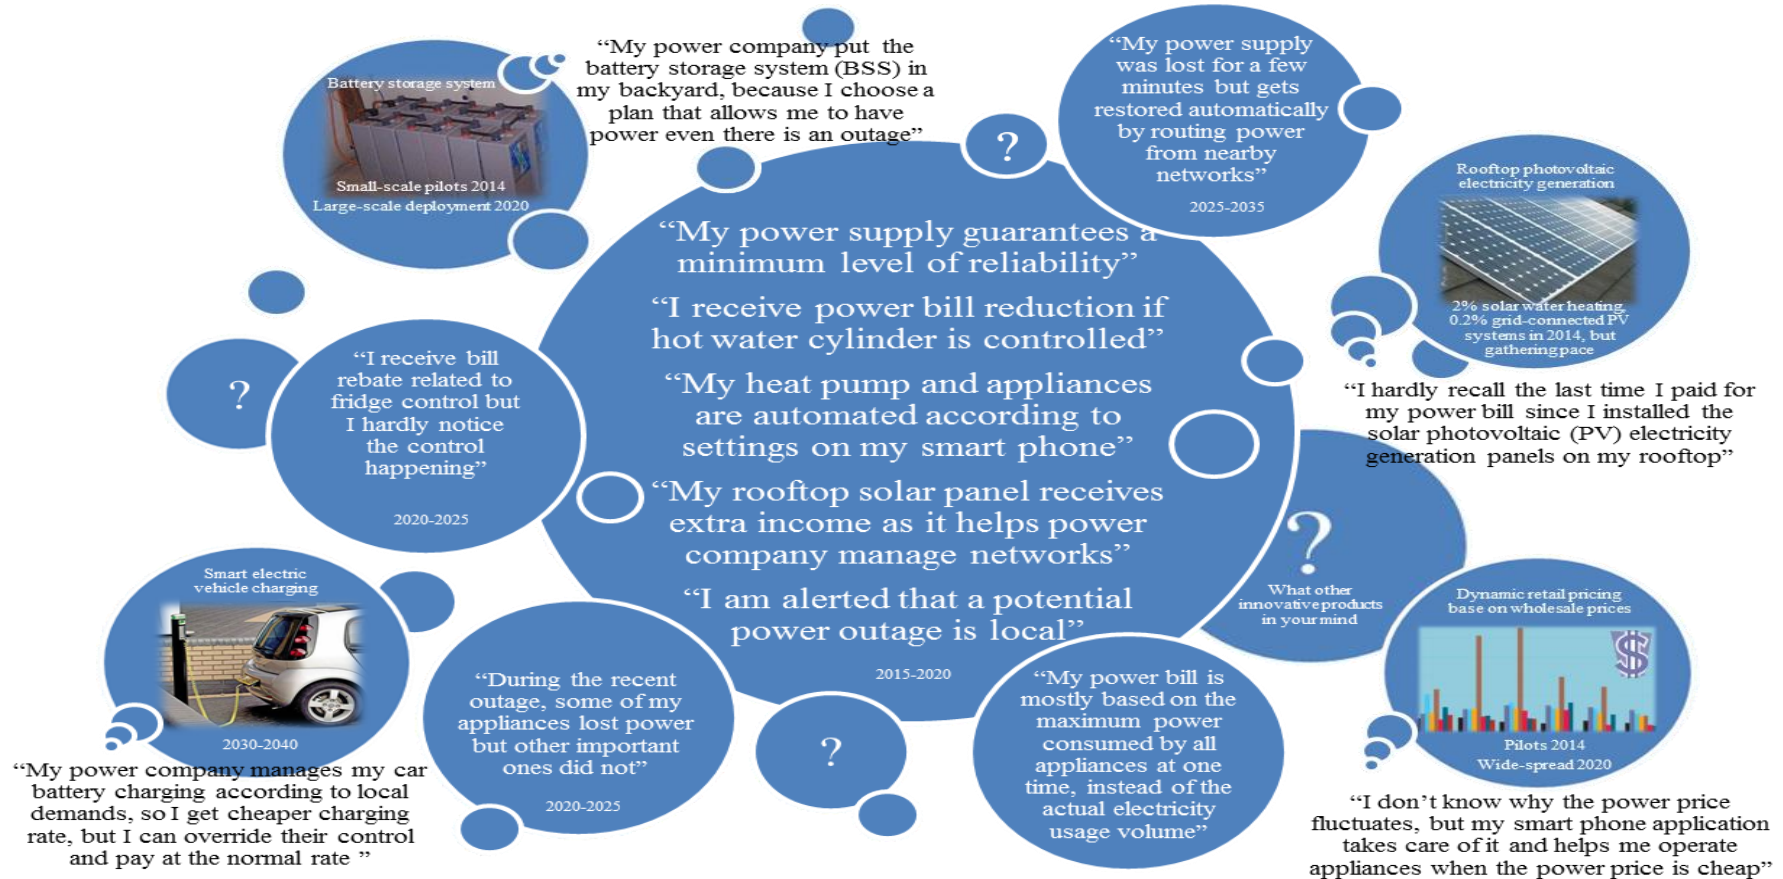 Battery storage system
Small-scale pilots 2014
Large-scale deployment 2020
“My power company put the
battery storage system (BSS) in
my backyard, because I choose a
plan that allows me to have
power even there is an outage”
?
“My power supply
was lost for a few
minutes but gets
restored automatically
by routing power
from nearby
networks”
2025-2035
Rooftop photovoltaic
electricity generation
2% solar water heating,
0.2% grid-connected PV
systems in 2014, but
gathering pace
“I hardly recall the last time I paid for
my power bill since I installed the
solar photovoltaic (PV) electricity
generation panels on my rooftop”
“My power supply guarantees a
minimum level of reliability”
“I receive power bill reduction if
hot water cylinder is controlled”
“My heat pump and appliances
are automated according to
settings on my smart phone”
“My rooftop solar panel receives
extra income as it helps power
company manage networks”
“I am alerted that a potential
power outage is local”
2015-2020
?
“I receive bill
rebate related to
fridge control but
I hardly notice
the control
happening”
2020-2025
?
What other
innovative products
in your mind
Smart electric
vehicle charging
2030-2040
“My power company manages my car
battery charging according to local
demands, so I get cheaper charging
rate, but I can override their control
and pay at the normal rate ”
“During the recent
outage, some of my
appliances lost power
but other important
ones did not”
2020-2025
?
“My power bill is
mostly based on the
maximum power
consumed by all
appliances at one
time, instead of the
actual electricity
usage volume”
Dynamic retail pricing
base on wholesale prices
$
Pilots 2014
Wide-spread 2020
“I don’t know why the power price
fluctuates, but my smart phone application
takes care of it and helps me operate
appliances when the power price is cheap”